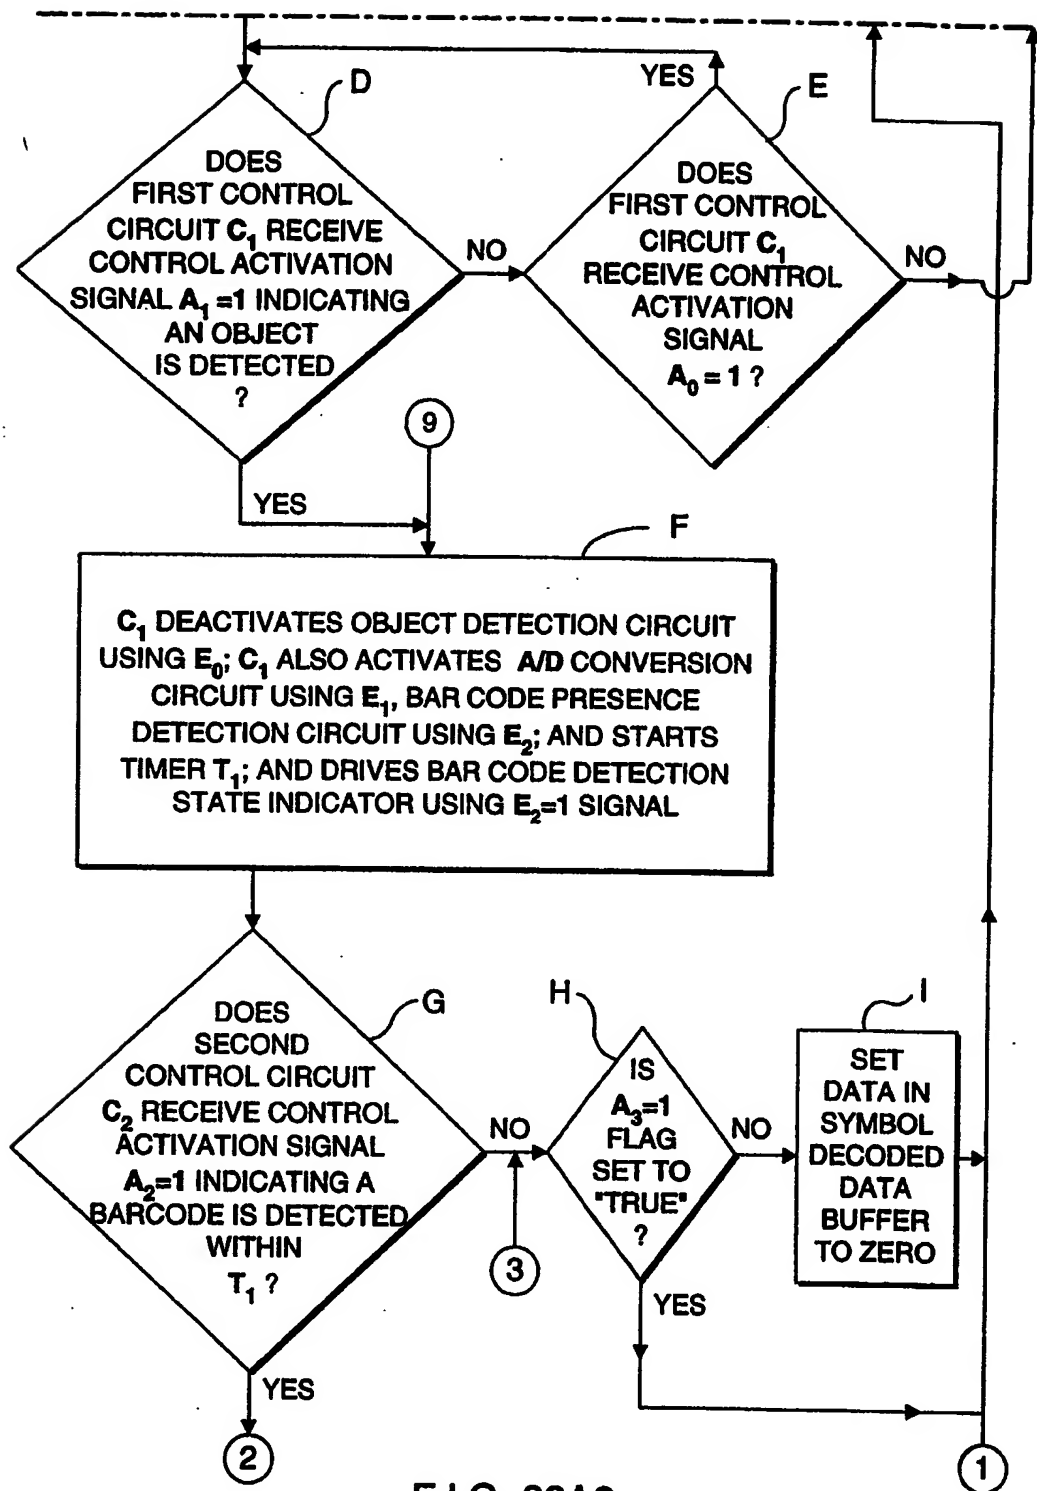 D
DOES
FIRST CONTROL
CIRCUIT C1 RECEIVE
CONTROL ACTIVATION
SIGNAL A1 =1 INDICATING
AN OBJECT
IS DETECTED
?
NO
YES
YES
E
DOES
FIRST CONTROL
CIRCUIT C1
RECEIVE CONTROL
ACTIVATION
SIGNAL
A0 = 1 ?
NO
9
F
C1 DEACTIVATES OBJECT DETECTION CIRCUIT
USING E0; C1 ALSO ACTIVATES A/D CONVERSION
CIRCUIT USING E1, BAR CODE PRESENCE
DETECTION CIRCUIT USING E2; AND STARTS
TIMER T1; AND DRIVES BAR CODE DETECTION
STATE INDICATOR USING E2=1 SIGNAL
G
DOES
SECOND
CONTROL CIRCUIT
C2 RECEIVE CONTROL
ACTIVATION SIGNAL
A2=1 INDICATING A
BARCODE IS DETECTED
WITHIN
T1 ?
NO
3
YES
2
H
IS
A3=1
FLAG
SET TO
"TRUE"
?
NO
YES
I
SET
DATA IN
SYMBOL
DECODED
DATA
BUFFER
TO ZERO
1